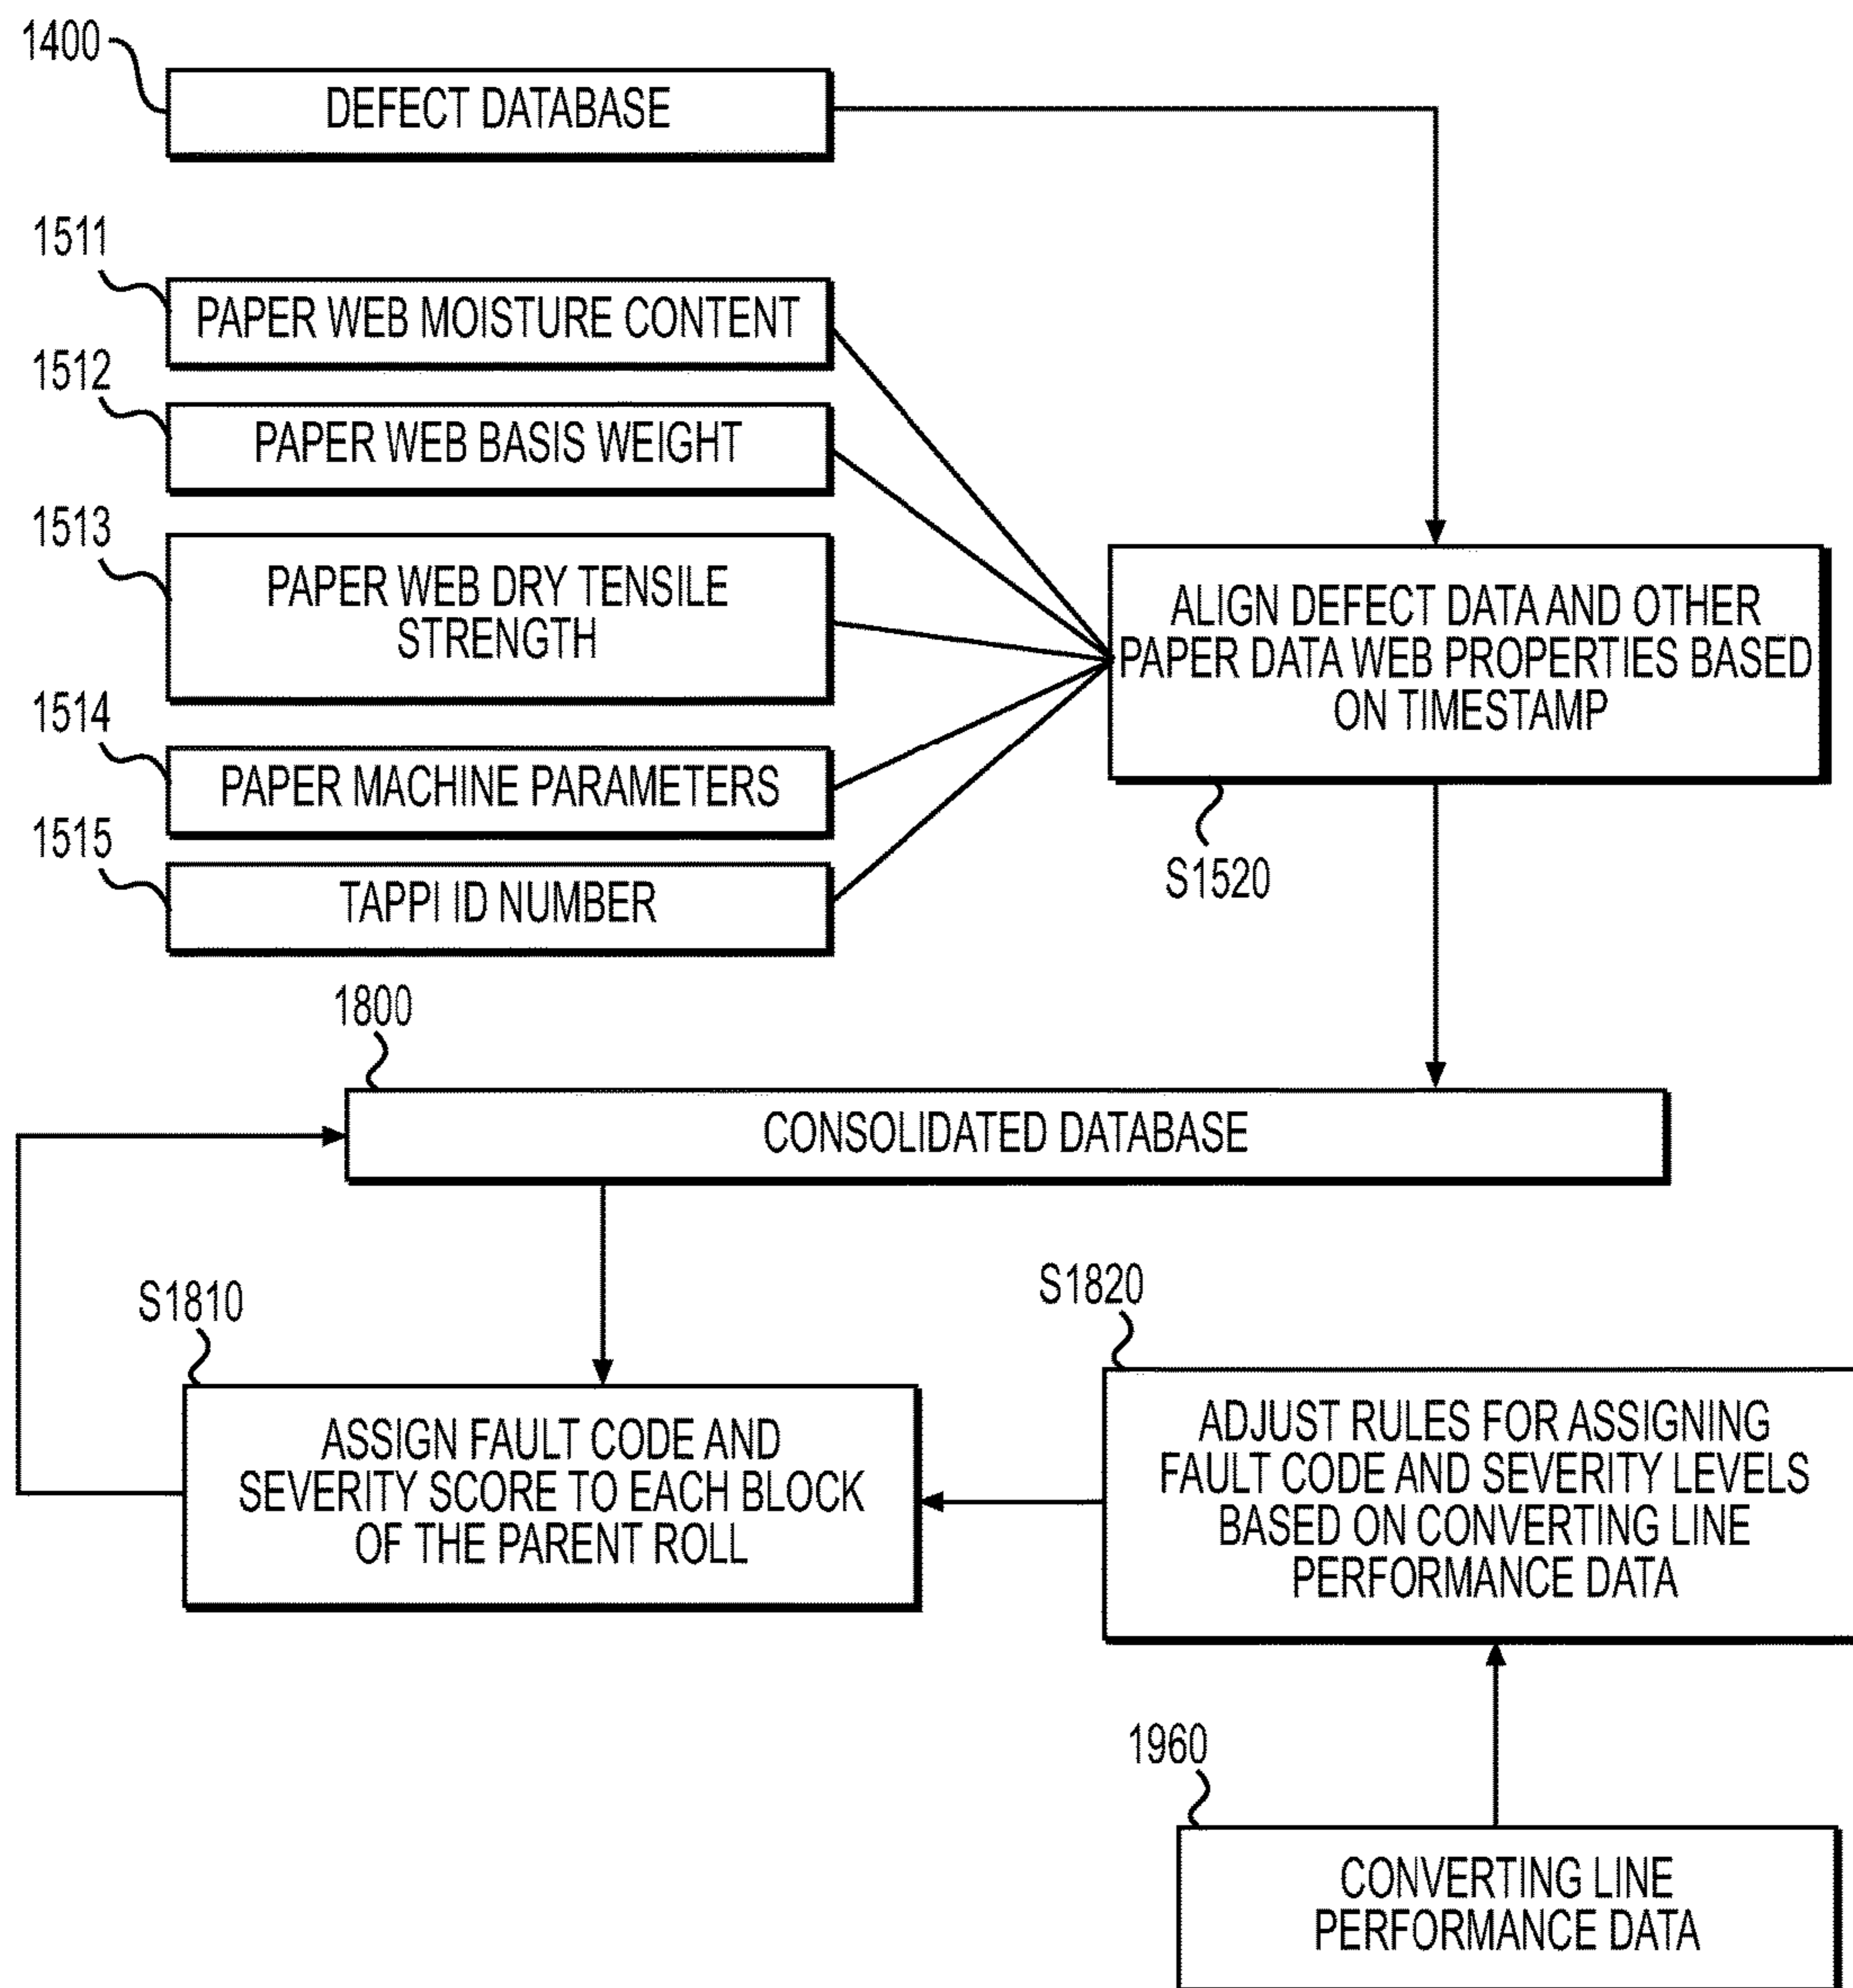 1400
DEFECT DATABASE
1511
PAPER WEB MOISTURE CONTENT
1512
PAPER WEB BASIS WEIGHT
1513
PAPER WEB DRY TENSILE
STRENGTH
1514
PAPER MACHINE PARAMETERS
1515
TAPPI ID NUMBER
ALIGN DEFECT DATA AND OTHER
PAPER DATA WEB PROPERTIES BASED
ON TIMESTAMP
S1520
1800
CONSOLIDATED DATABASE
S1810
ASSIGN FAULT CODE AND
SEVERITY SCORE TO EACH BLOCK
OF THE PARENT ROLL
S1820
ADJUST RULES FOR ASSIGNING
FAULT CODE AND SEVERITY LEVELS
BASED ON CONVERTING LINE
PERFORMANCE DATA
1960
CONVERTING LINE
PERFORMANCE DATA